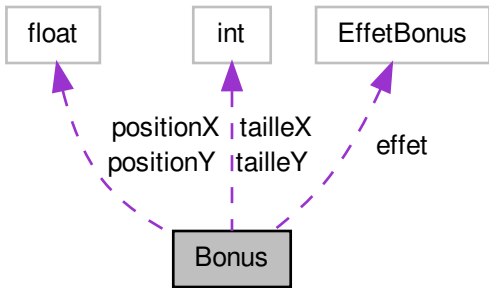 float
int
EffetBonus
positionX
positionY
tailleX
tailleY
effet
Bonus